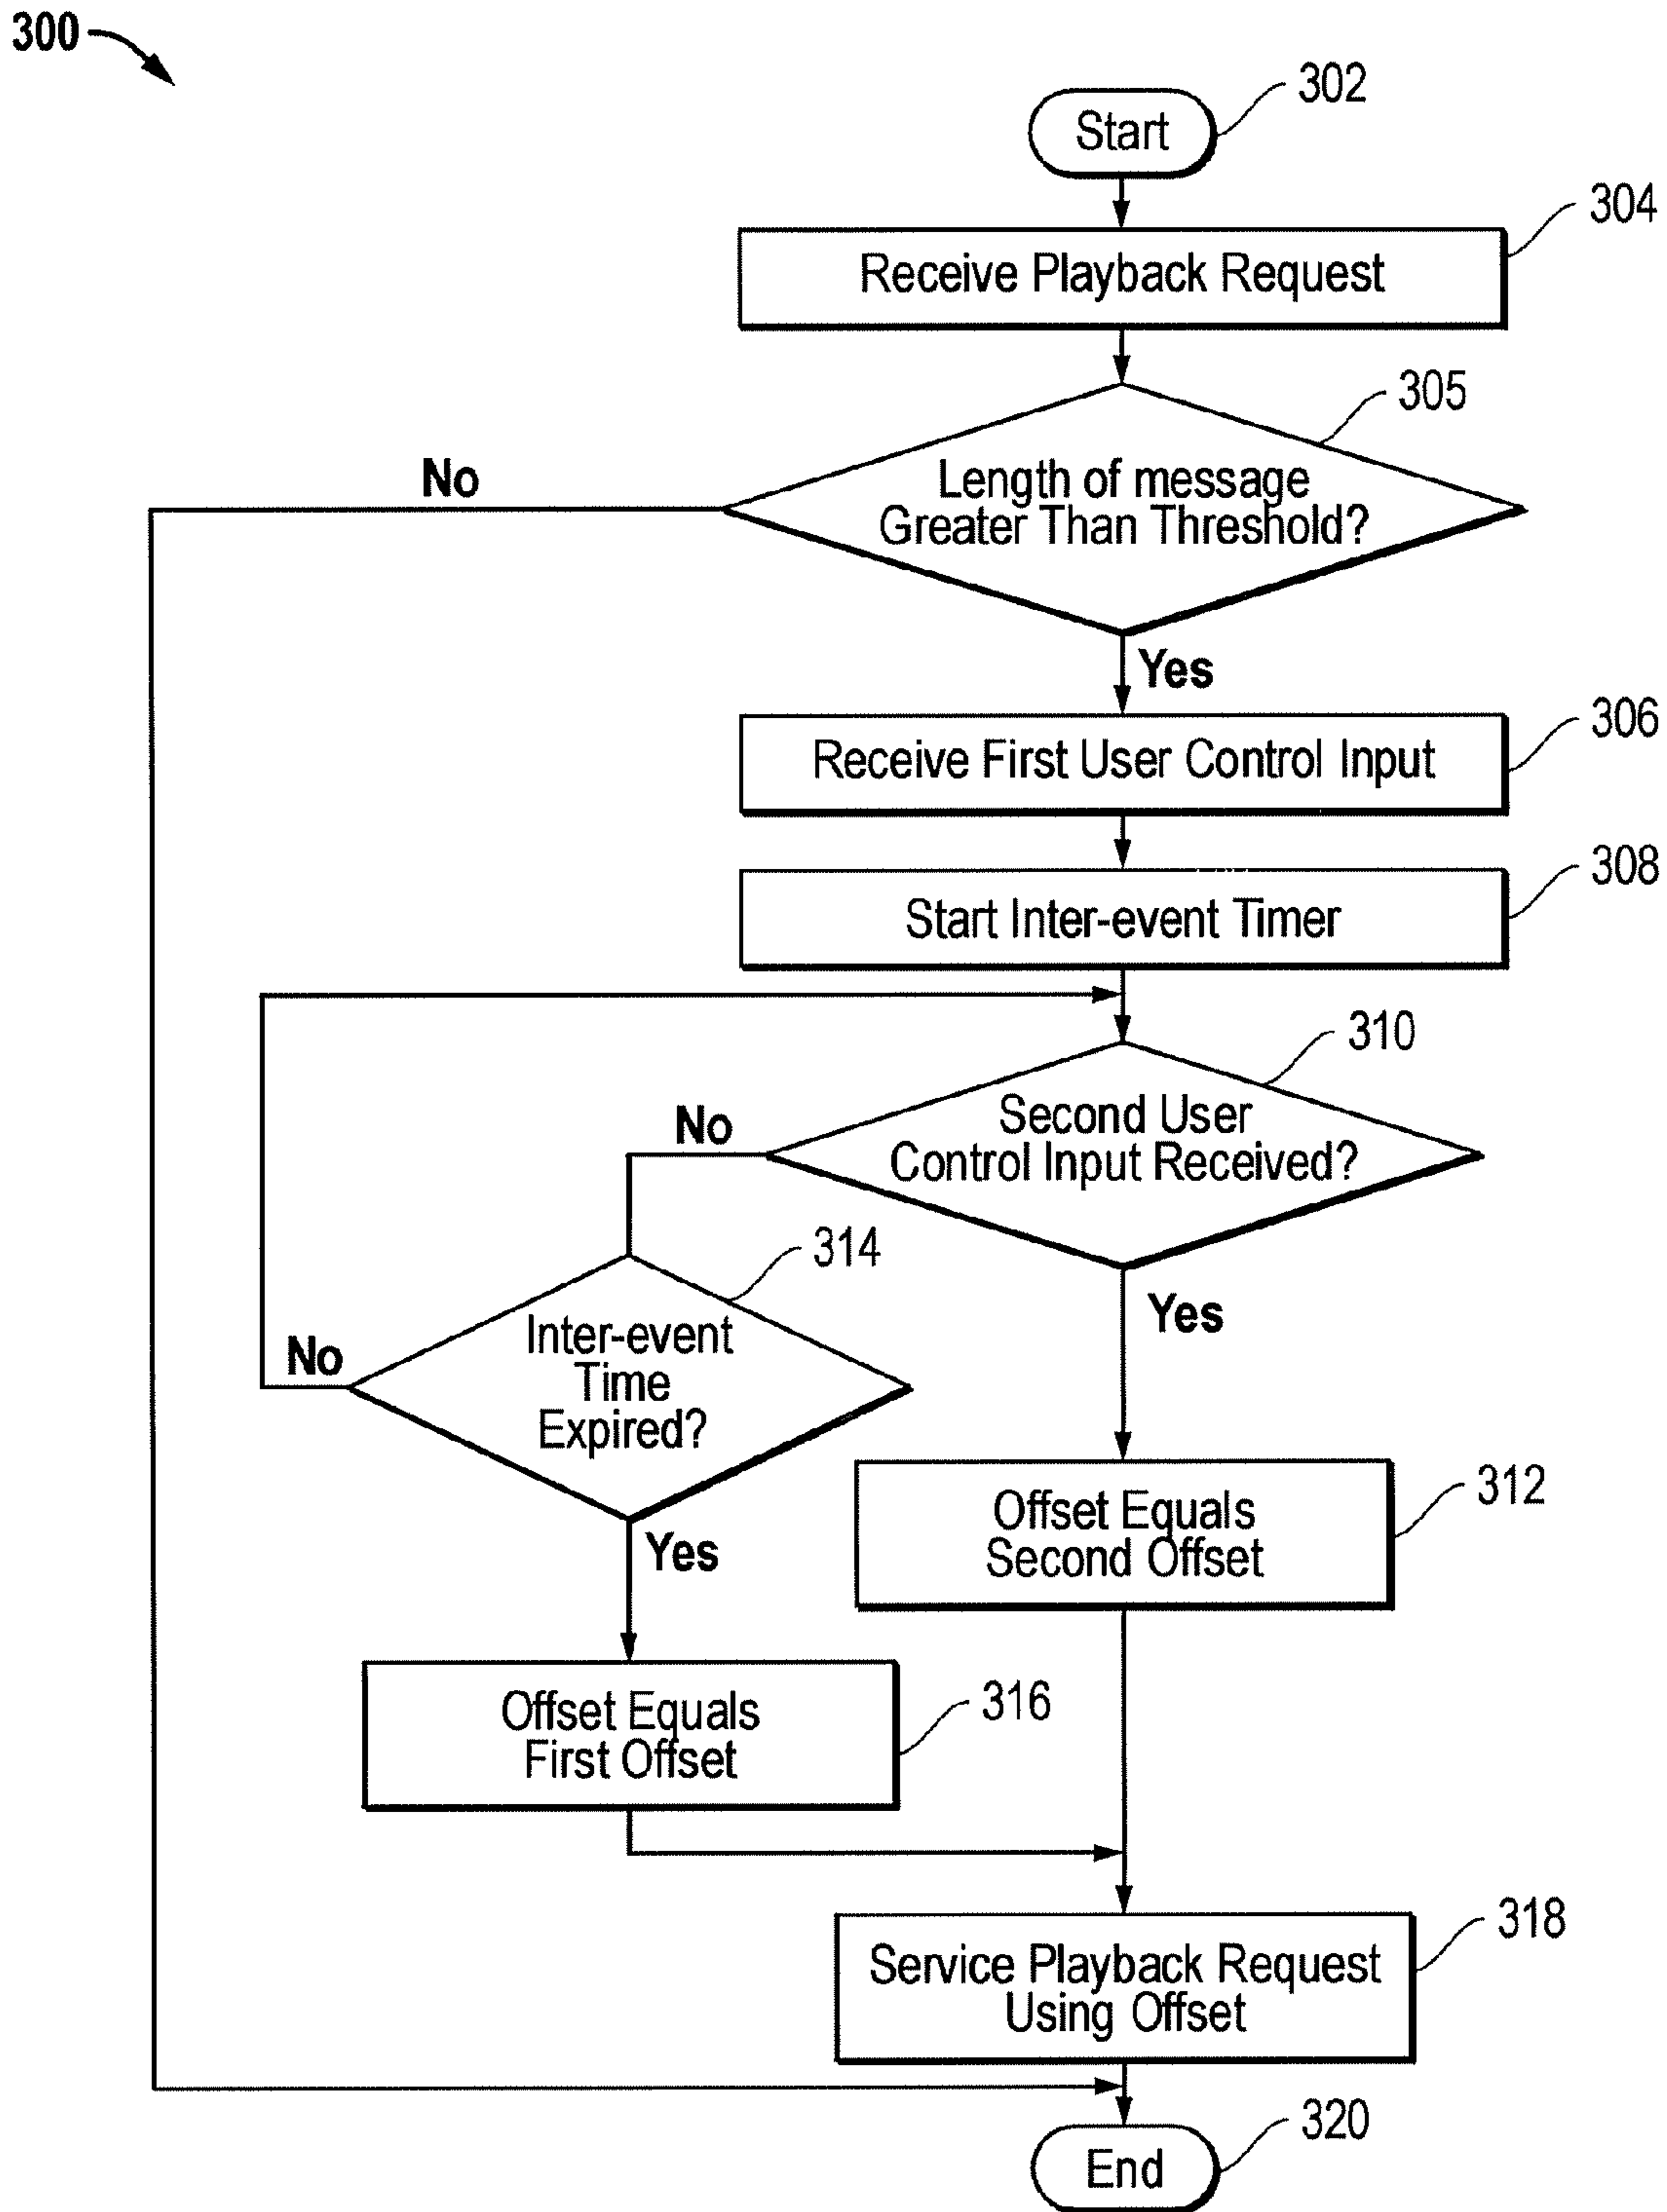 300
302
Start
304
Receive Playback Request
305
Length of message
Greater Than Threshold?
No
Yes
306
Receive First User Control Input
308
Start Inter-event Timer
310
Second User
Control Input Received?
No
314
Inter-event
Time
Expired?
No
Yes
Yes
312
Offset Equals
Second Offset
316
Offset Equals
First Offset
318
Service Playback Request
Using Offset
320
End